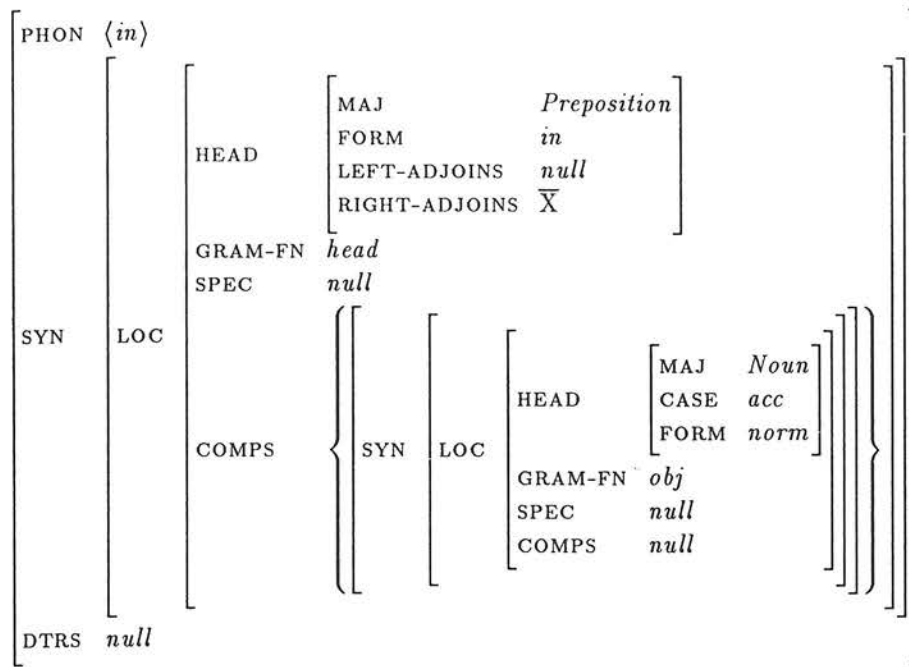 PHON ⟨in⟩
MAJ Preposition
FORM in
HEAD
LEFT-ADJOINS null
RIGHT-ADJOINS X̅
GRAM-FN head
SPEC null
SYN LOC
MAJ Noun
HEAD CASE acc
FORM norm
COMPS SYN LOC
GRAM-FN obj
SPEC null
COMPS null
DTRS null